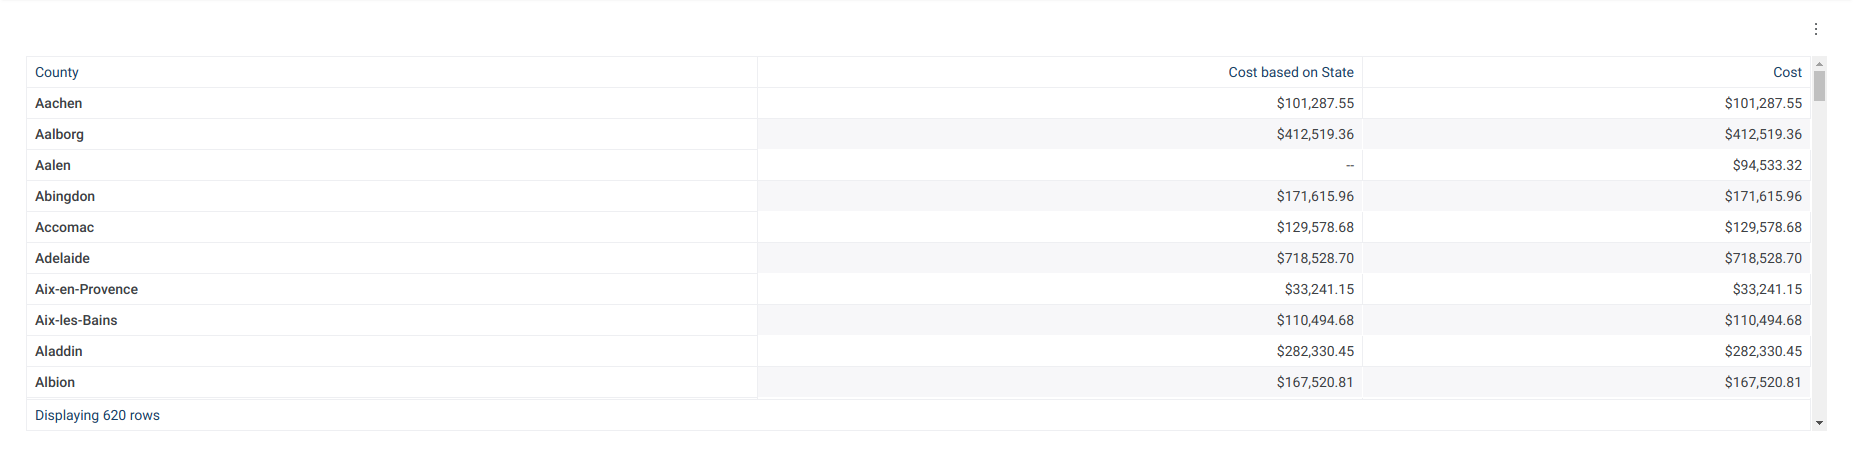 County Cost based on State Cost
Aachen $101,287.55 $101,287.55
Aalborg $412,519.36 $412,519.36
Aalen -- $94,533.32
Abingdon $171,615.96 $171,615.96
Accomac $129,578.68 $129,578.68
Adelaide $718,528.70 $718,528.70
Aix-en-Provence $33,241.15 $33,241.15
Aix-les-Bains $110,494.68 $110,494.68
Aladdin $282,330.45 $282,330.45
Albion $167,520.81 $167,520.81
Displaying 620 rows